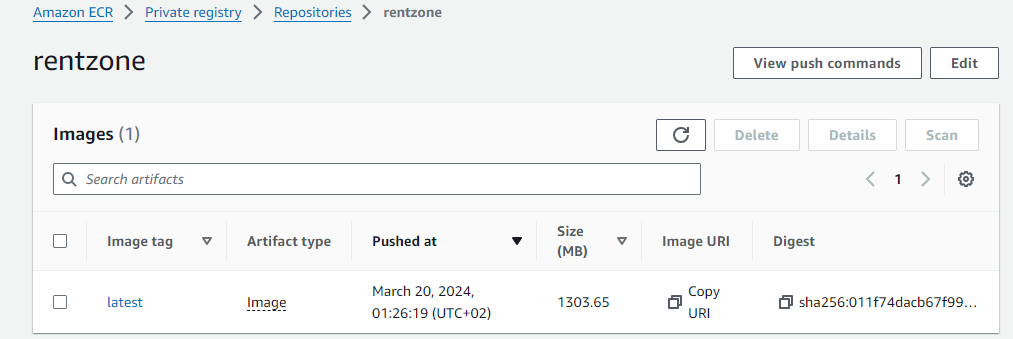 Amazon ECR > Private registry > Repositories > rentzone
rentzone
View push commands
Edit
Images (1)
Delete
Details
Scan
Search artifacts
1
Image tag
Artifact type
Pushed at
Size
(MB)
Image URI
Digest
latest
Image
March 20, 2024,
01:26:19 (UTC+02)
1303.65
Copy
URI
sha256:011f74dacb67f99...